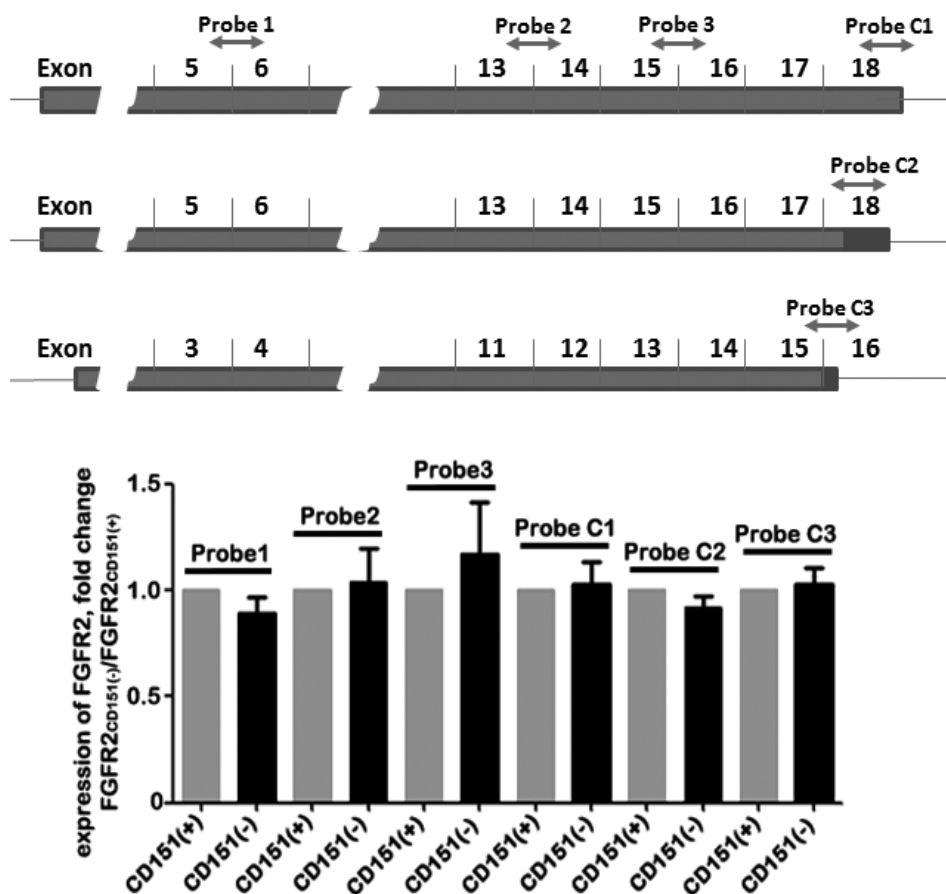 Probe 1 Probe 2 Probe 3 Probe C1
Exon 5 6 13 14 15 16 17 18
Probe C2
Exon 5 6 13 14 15 16 17 18
Probe C3
Exon 3 4 11 12 13 14 15 16
expression of FGFR2, fold change
FGFR2CD151(-)/FGFR2CD151(+)
1.5
1.0
0.5
0
Probe1
Probe2
Probe3
Probe C1
Probe C2
Probe C3
CD151(+)
CD151(-)
CD151(+)
CD151(-)
CD151(+)
CD151(-)
CD151(+)
CD151(-)
CD151(+)
CD151(-)
CD151(+)
CD151(-)